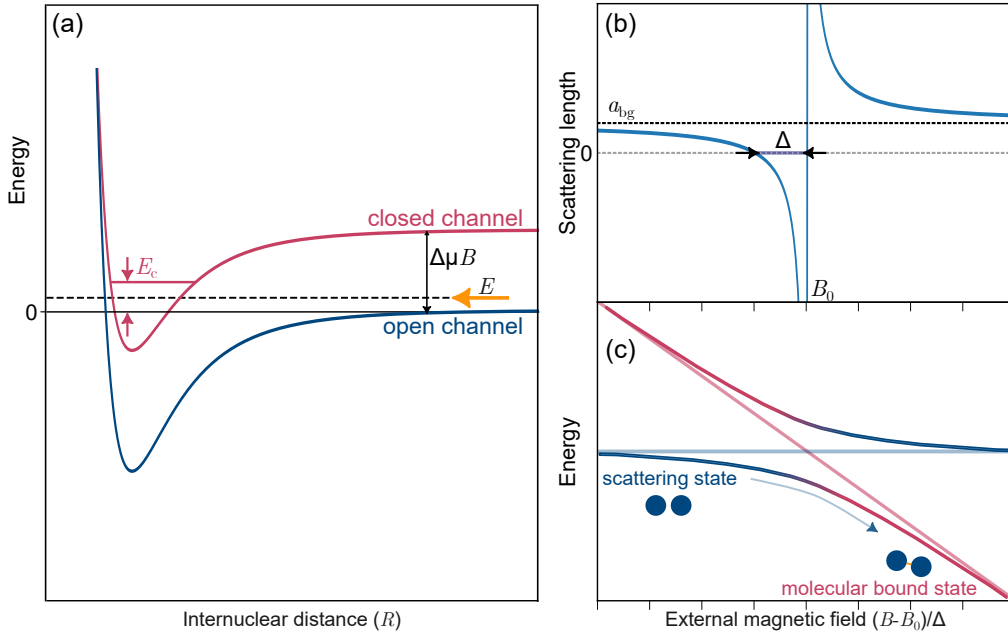 (a)
Energy
closed channel
E_c
ΔμB
E
0
open channel
Internuclear distance (R)
(b)
Scattering length
a_bg
Δ
0
B_0
(c)
Energy
scattering state
molecular bound state
External magnetic field (B-B_0)/Δ